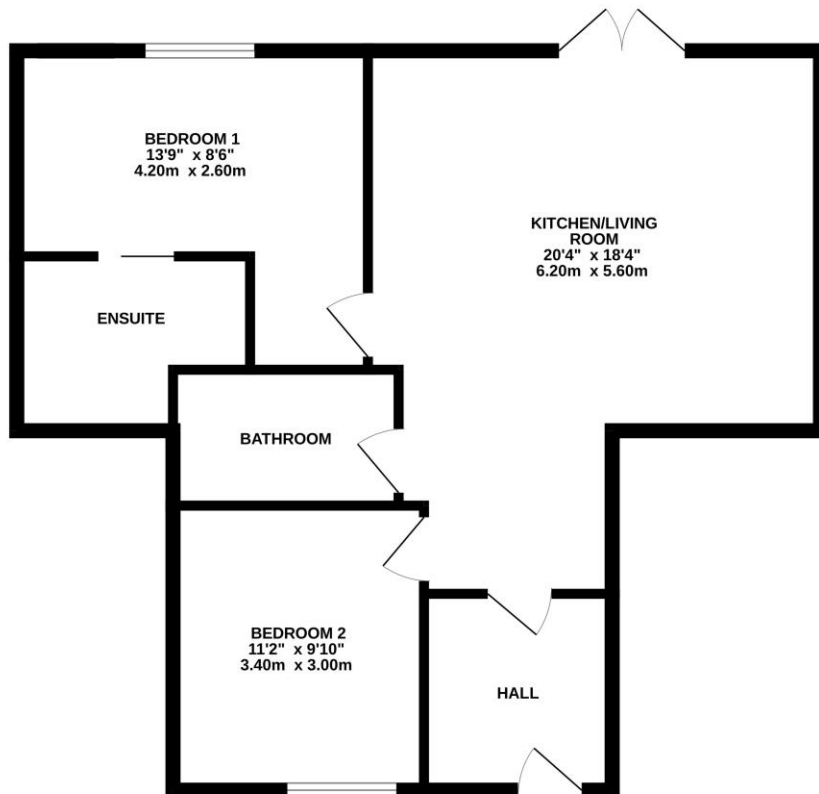 BEDROOM 1
13'9" x 8'6"
4.20m x 2.60m
KITCHEN/LIVING
ROOM
20'4" x 18'4"
6.20m x 5.60m
ENSUITE
BATHROOM
BEDROOM 2
11'2" x 9'10"
3.40m x 3.00m
HALL